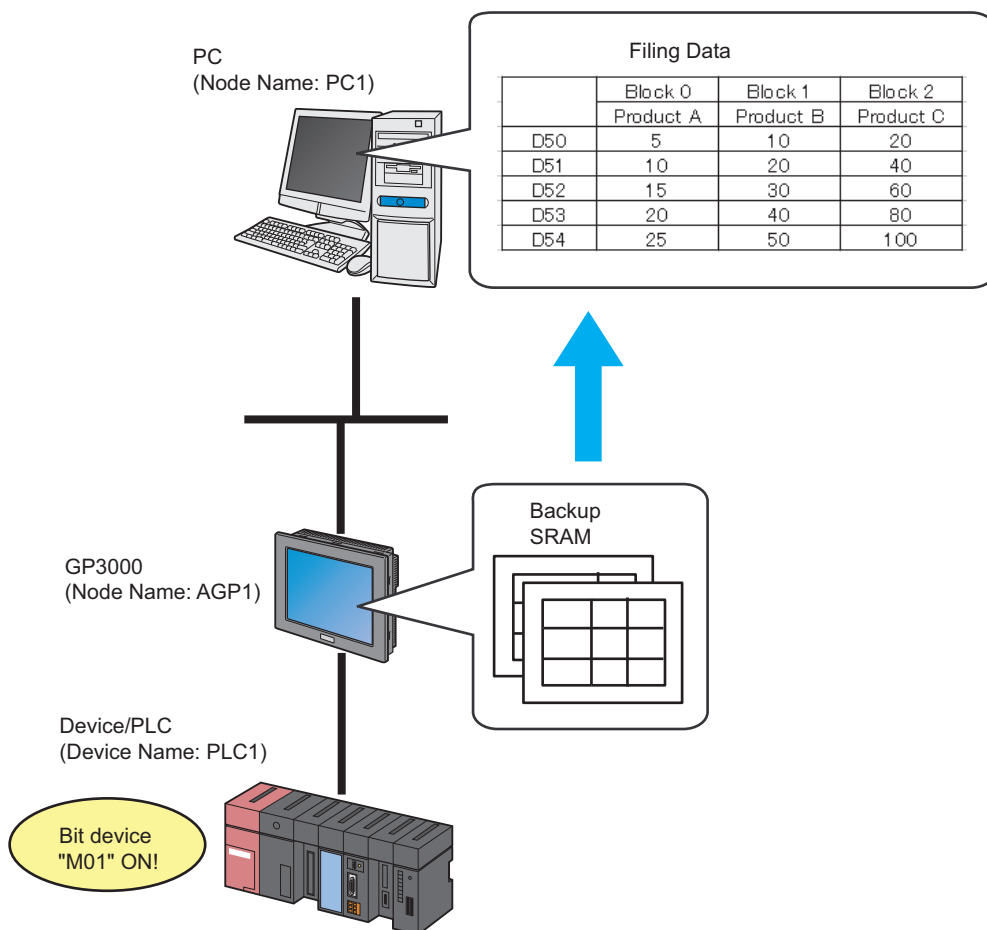 PC
(Node Name: PC1)
Filing Data
Block 0 Block 1 Block 2
Product A Product B Product C
D50 5 10 20
D51 10 20 40
D52 15 30 60
D53 20 40 80
D54 25 50 100
Backup
SRAM
GP3000
(Node Name: AGP1)
Device/PLC
(Device Name: PLC1)
Bit device
"M01" ON!